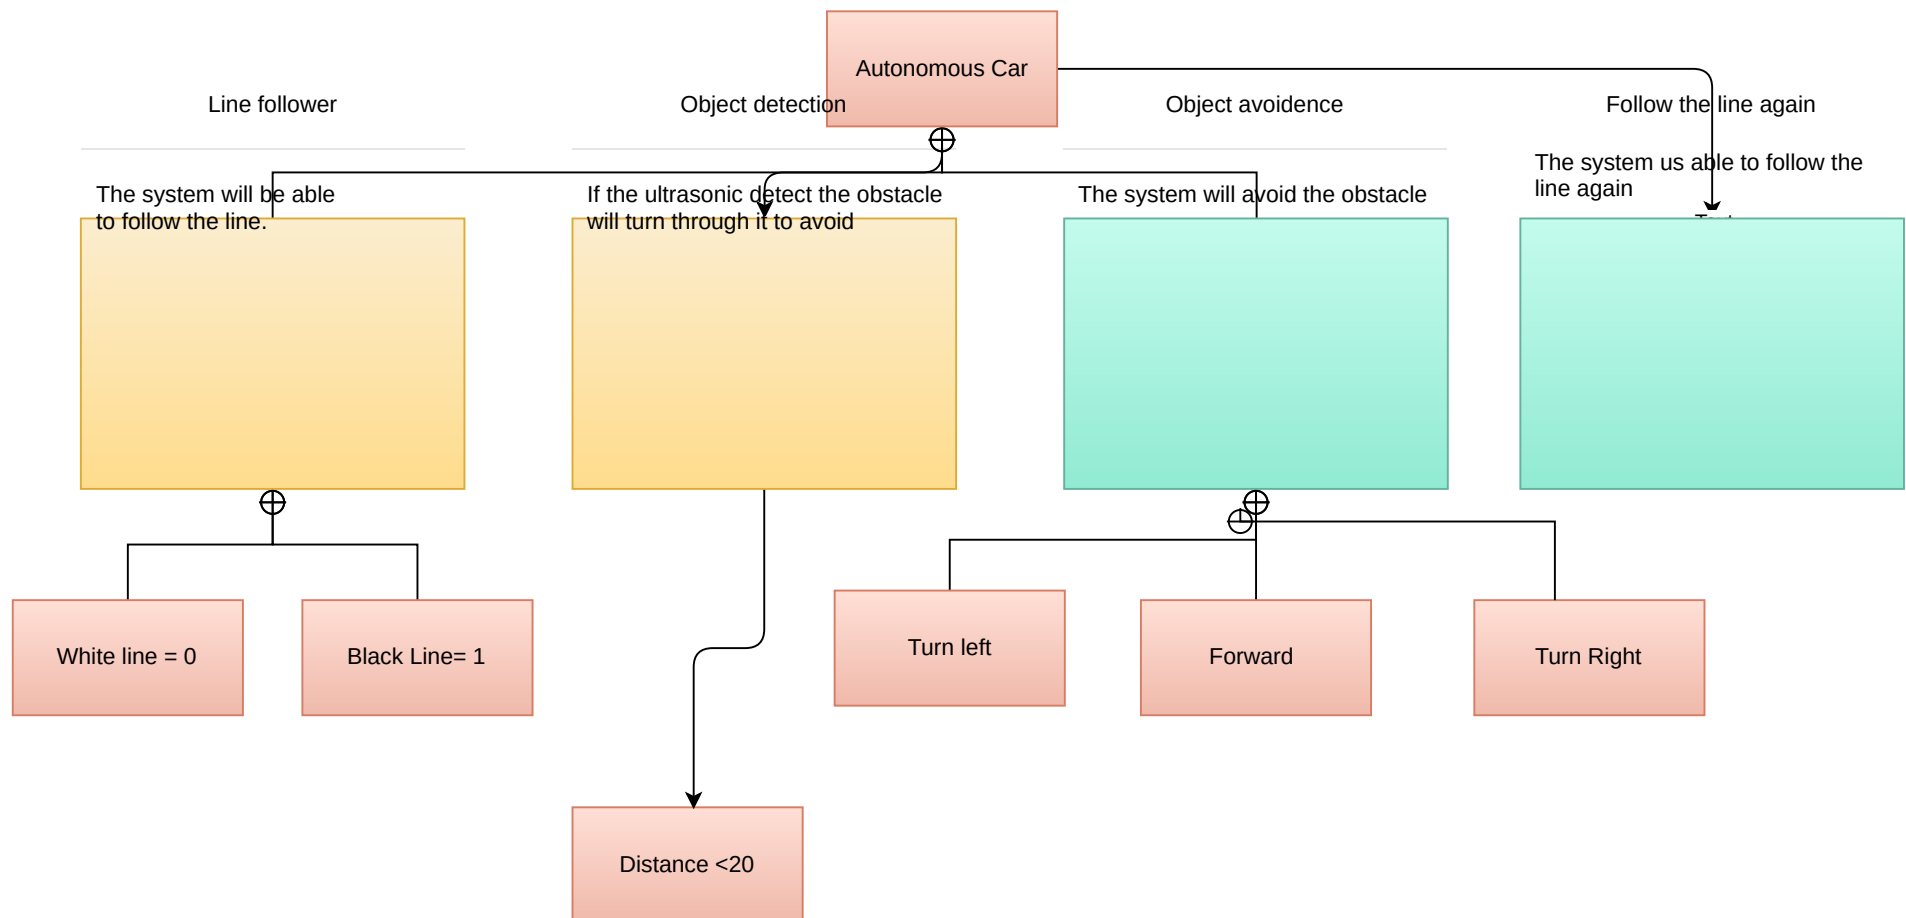 Autonomous Car
Line follower
Object detection
Object avoidence
Follow the line again
The system will be able
to follow the line.
If the ultrasonic detect the obstacle
will turn through it to avoid
The system will avoid the obstacle
The system us able to follow the
line again
White line = 0
Black Line= 1
Turn left
Forward
Turn Right
Distance <20